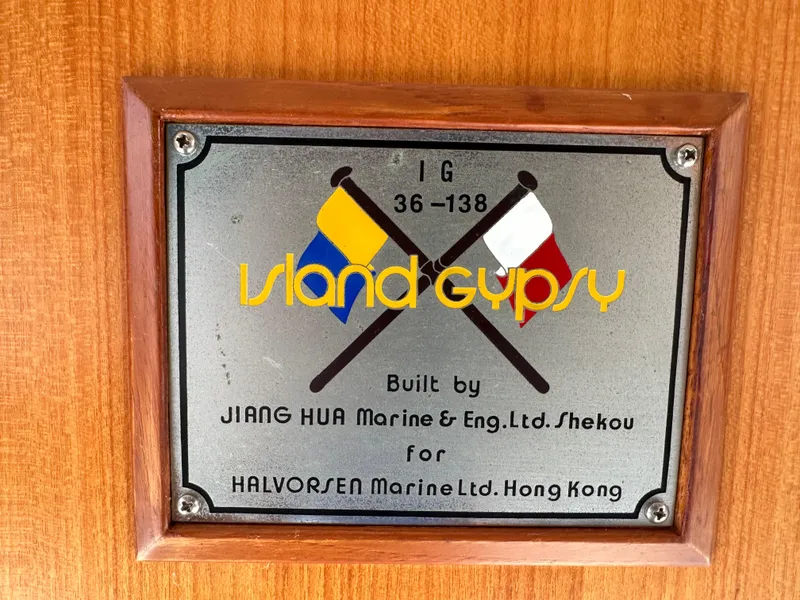 I G
36-138
Island Gypsy
Built by
JIANG HUA Marine & Eng.Ltd.Shekou
for
HALVORSEN Marine Ltd. Hong Kong